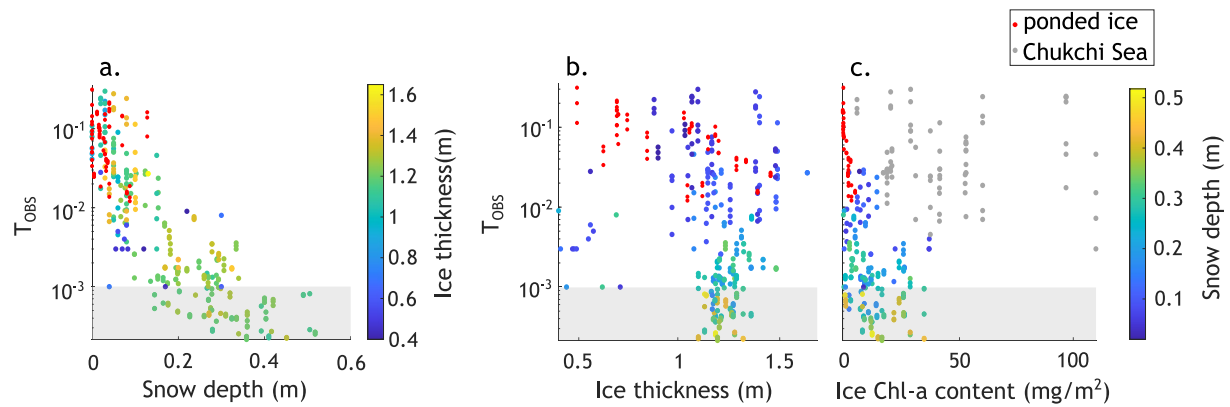 ponded ice
Chukchi Sea
a.
b.
c.
T_OBS
10^-1
10^-2
10^-3
0
0.2
0.4
0.6
Snow depth (m)
1.6
1.4
1.2
1
0.8
0.6
0.4
Ice thickness(m)
T_OBS
10^-1
10^-2
10^-3
0.5
1
1.5
Ice thickness (m)
0
50
100
Ice Chl-a content (mg/m²)
0.5
0.4
0.3
0.2
0.1
Snow depth (m)